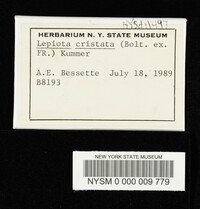 HERBARIUM N. Y. STATE MUSEUM
Lepiota cristata (Bolt. ex.
FR.) Kummer
A.E. Bessette July 18, 1989
B8193
NEW YORK STATE MUSEUM
NYSM 0 000 009 779